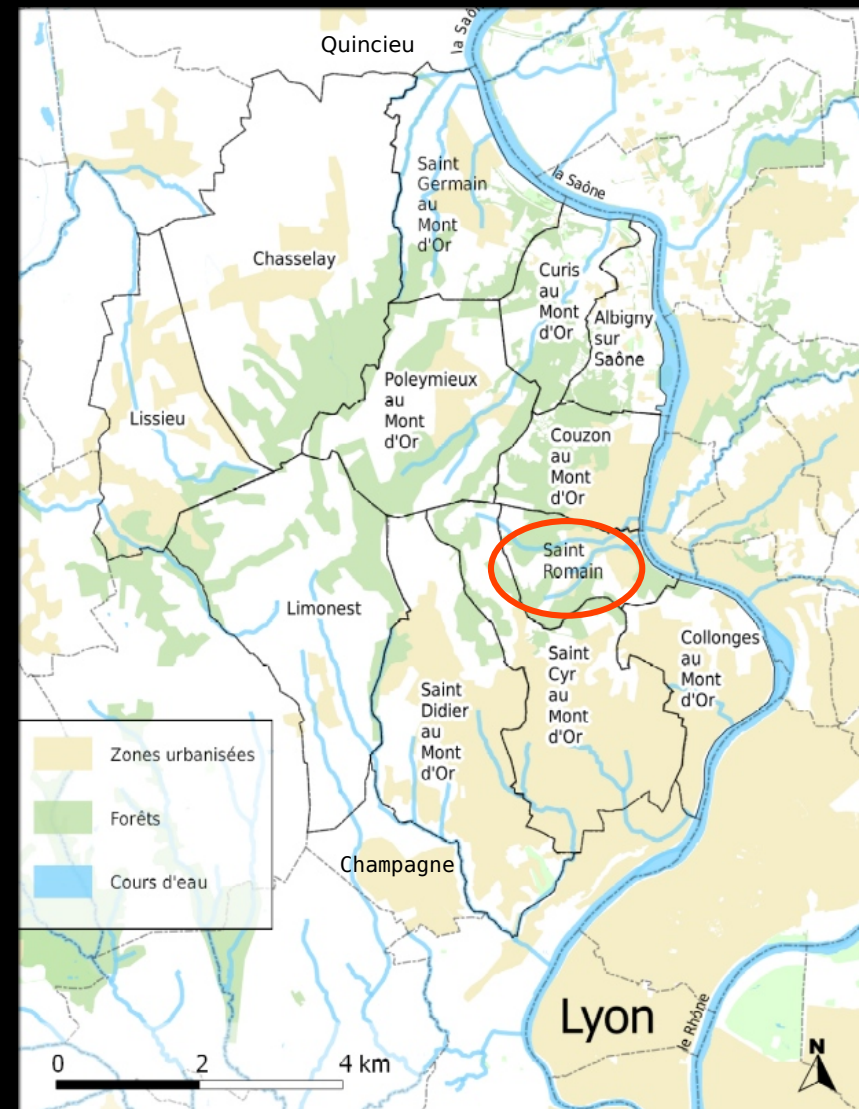 Quincieu
la Saô
Saint
Germain
au
Mont
d'Or
la Saône
Chasselay
Curis
au
Mont
d'Or
Albigny
sur
Saône
Poleymieux
au
Mont
d'Or
Lissieu
Couzon
au
Mont
d'Or
Saint
Romain
Limonest
Collonges
au
Mont
d'Or
Saint
Cyr
au
Mont
d'Or
Saint
Didier
au
Mont
d'Or
Zones urbanisées
Forêts
Cours d'eau
Champagne
Lyon
le Rhône
N
0 2 4 km